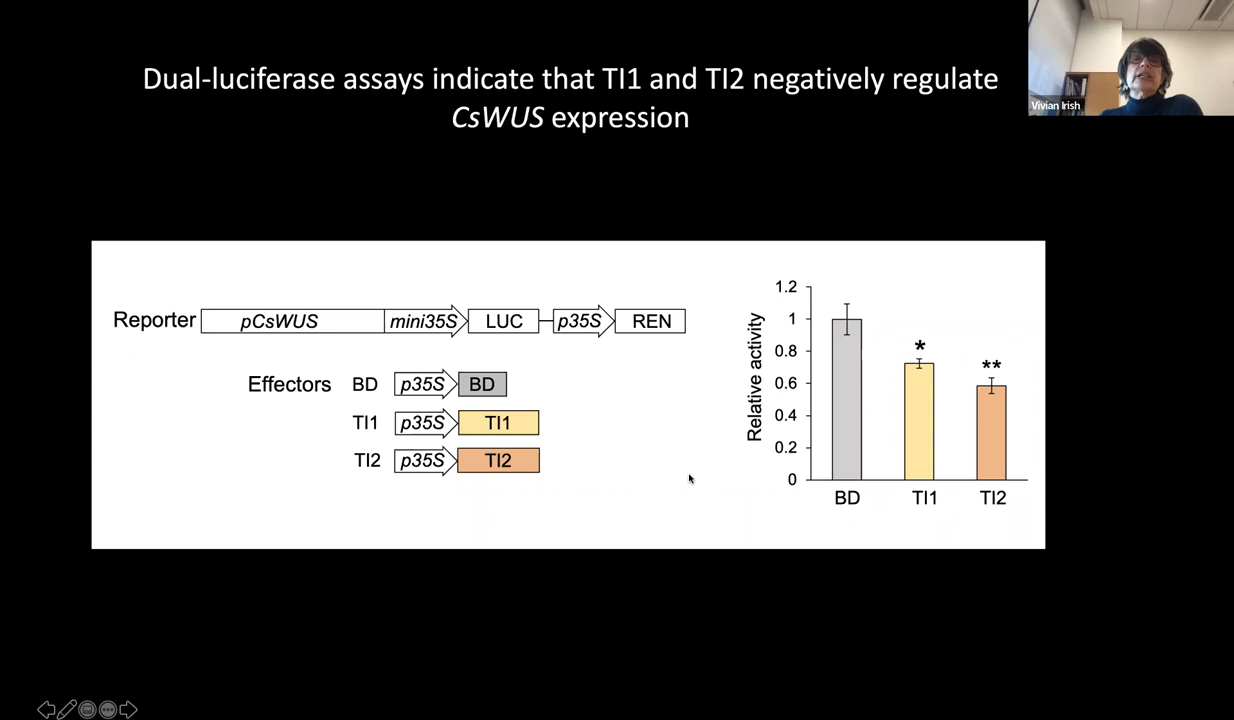 Dual-luciferase assays indicate that TI1 and TI2 negatively regulate
CsWUS expression
Vivian Irish
Reporter pCsWUS mini35S LUC p35S REN
Effectors BD p35S BD
TI1 p35S TI1
TI2 p35S TI2
Relative activity
1.2
1
0.8
0.6
0.4
0.2
0
*
**
BD TI1 TI2